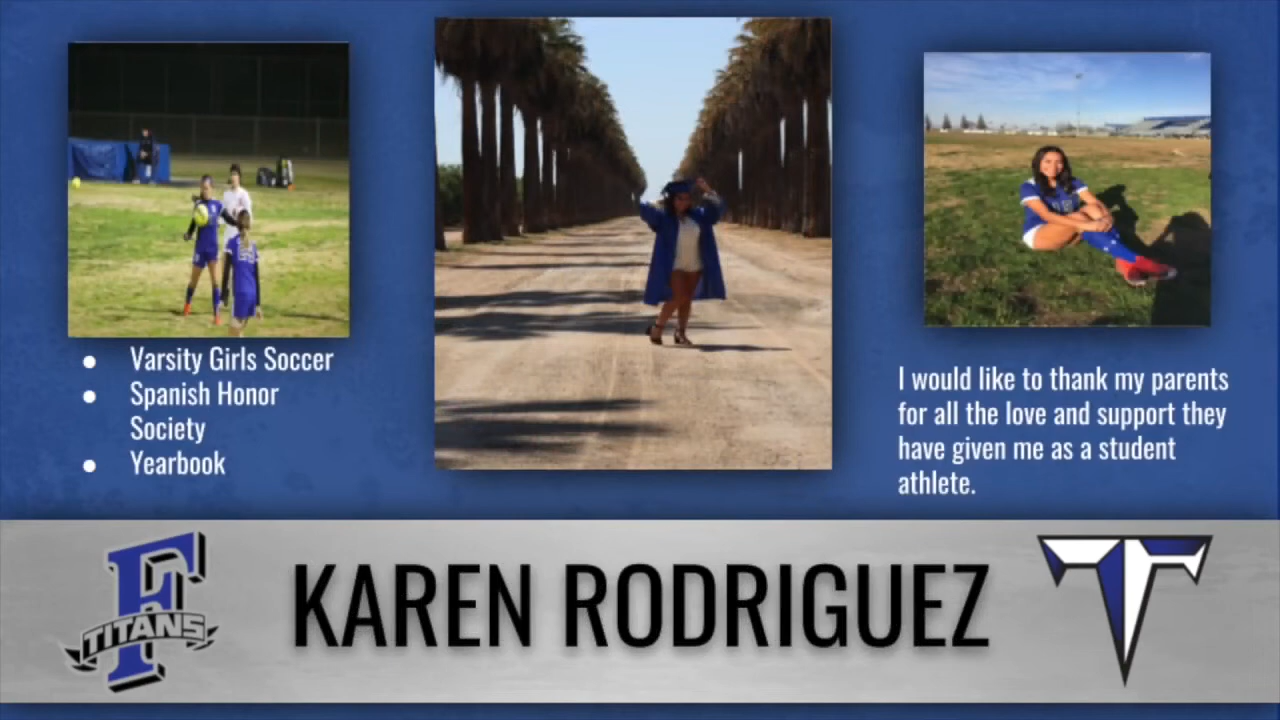 ● Varsity Girls Soccer
● Spanish Honor
Society
● Yearbook
I would like to thank my parents
for all the love and support they
have given me as a student
athlete.
F
TITANS
KAREN RODRIGUEZ
T